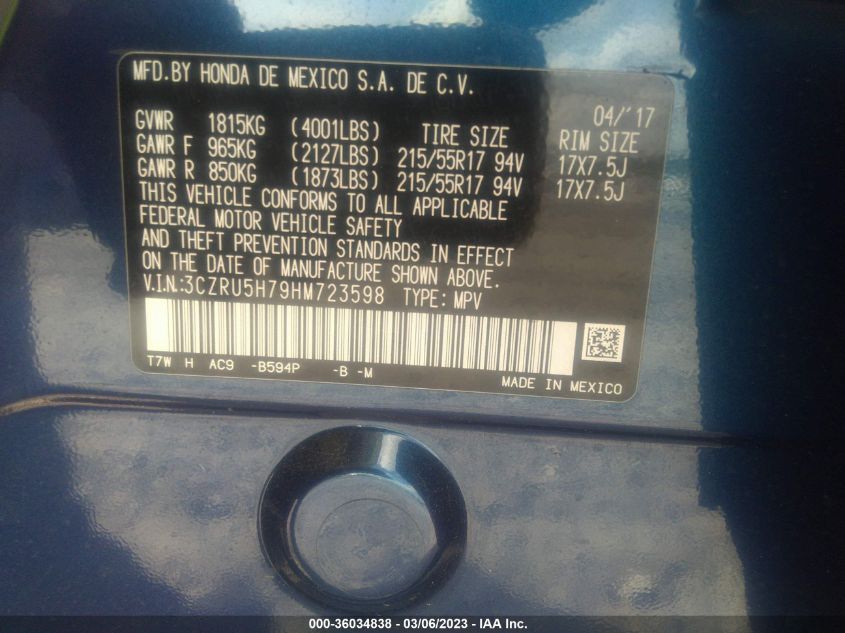 MFD.BY HONDA DE MEXICO S.A. DE C.V.
04/'17
GVWR 1815KG (4001LBS) TIRE SIZE RIM SIZE
GAWR F 965KG (2127LBS) 215/55R17 94V 17X7.5J
GAWR R 850KG (1873LBS) 215/55R17 94V 17X7.5J
THIS VEHICLE CONFORMS TO ALL APPLICABLE
FEDERAL MOTOR VEHICLE SAFETY
AND THEFT PREVENTION STANDARDS IN EFFECT
ON THE DATE OF MANUFACTURE SHOWN ABOVE.
V.I.N:3CZRU5H79HM723598 TYPE: MPV
T7W H AC9 -B594P -B -M
MADE IN MEXICO
000-36034838 - 03/06/2023 - IAA Inc.